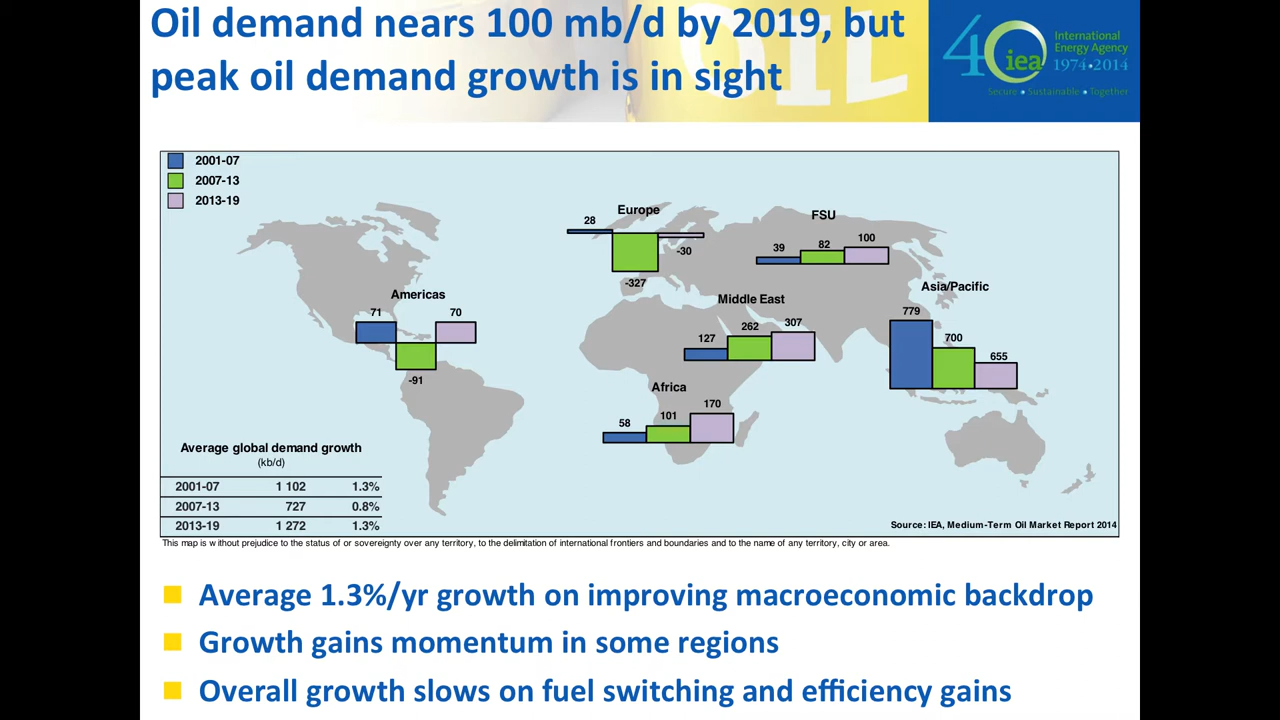 Oil demand nears 100 mb/d by 2019, but
peak oil demand growth is in sight
OIL
40 iea
International
Energy Agency
1974•2014
Secure • Sustainable • Together
2001-07
2007-13
2013-19
Europe
28
-327
-30
FSU
39
82
100
Americas
71
-91
70
Middle East
127
262
307
Asia/Pacific
779
700
655
Africa
58
101
170
Average global demand growth
(kb/d)
2001-07 1 102 1.3%
2007-13 727 0.8%
2013-19 1 272 1.3%
Source: IEA, Medium-Term Oil Market Report 2014
This map is without prejudice to the status of or sovereignty over any territory, to the delimitation of international frontiers and boundaries and to the name of any territory, city or area.
Average 1.3%/yr growth on improving macroeconomic backdrop
Growth gains momentum in some regions
Overall growth slows on fuel switching and efficiency gains